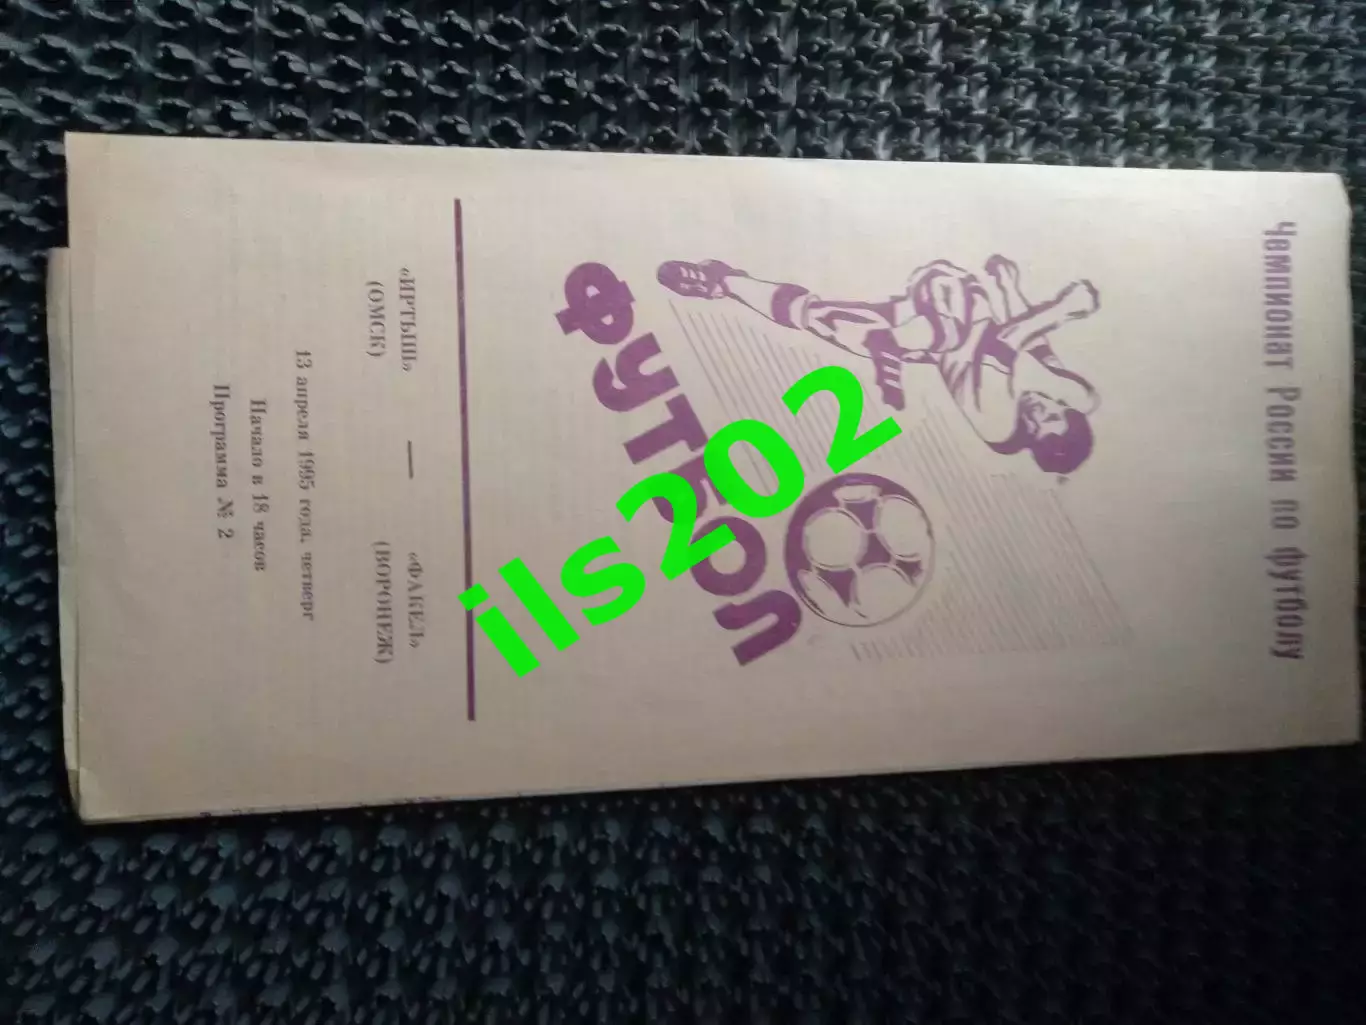 Чемпионат России по футболу
ФУТБОЛ
«ИРТЫШ» — «ФАКЕЛ»
(ОМСК) (ВОРОНЕЖ)
13 апреля 1995 года, четверг
Начало в 18 часов
Программа № 2
ils202